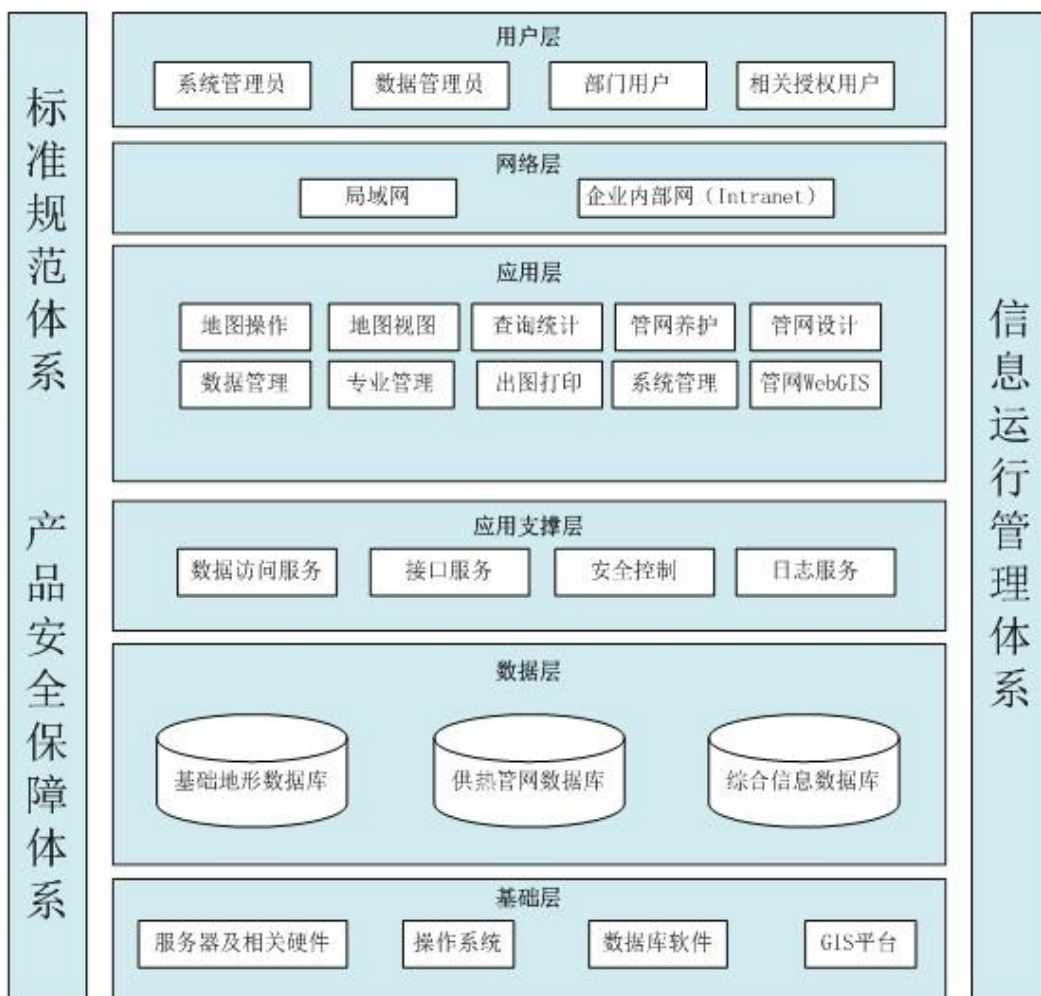 标准规范体系
产品安全保障体系
用户层
系统管理员
数据管理员
部门用户
相关授权用户
网络层
局域网
企业内部网（Intranet）
应用层
地图操作
地图视图
查询统计
管网养护
管网设计
数据管理
专业管理
出图打印
系统管理
管网WebGIS
应用支撑层
数据访问服务
接口服务
安全控制
日志服务
数据层
基础地形数据库
供热管网数据库
综合信息数据库
基础层
服务器及相关硬件
操作系统
数据库软件
GIS平台
信息运行管理体系